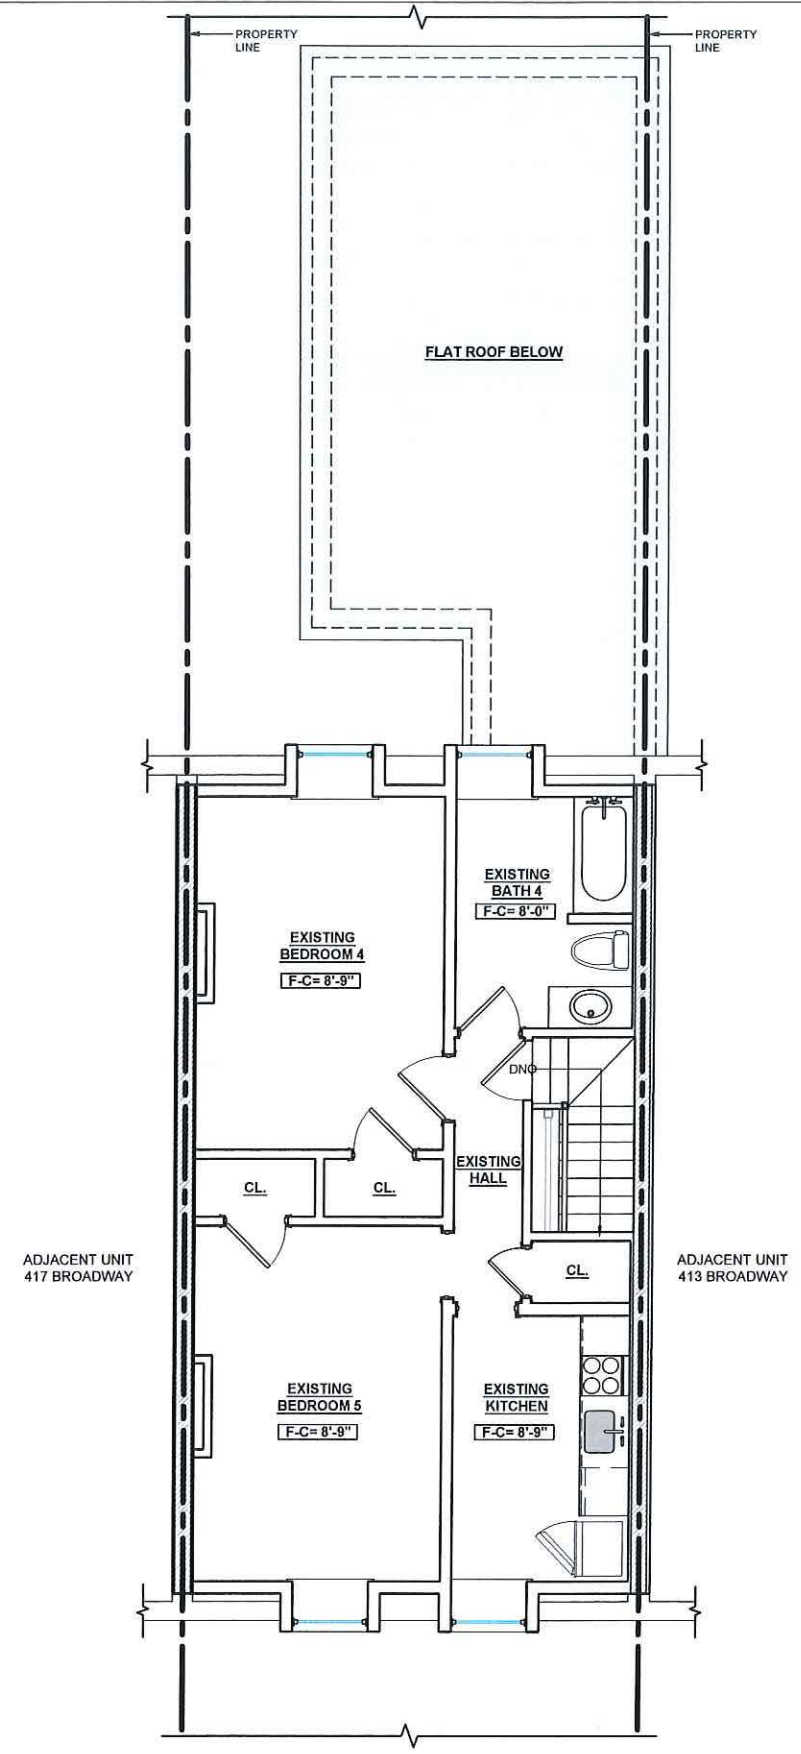 PROPERTY
LINE
PROPERTY
LINE
FLAT ROOF BELOW
EXISTING
BATH 4
F-C= 8'-0"
EXISTING
BEDROOM 4
F-C= 8'-9"
DN
EXISTING
HALL
CL.
CL.
ADJACENT UNIT
417 BROADWAY
CL.
ADJACENT UNIT
413 BROADWAY
EXISTING
BEDROOM 5
F-C= 8'-9"
EXISTING
KITCHEN
F-C= 8'-9"